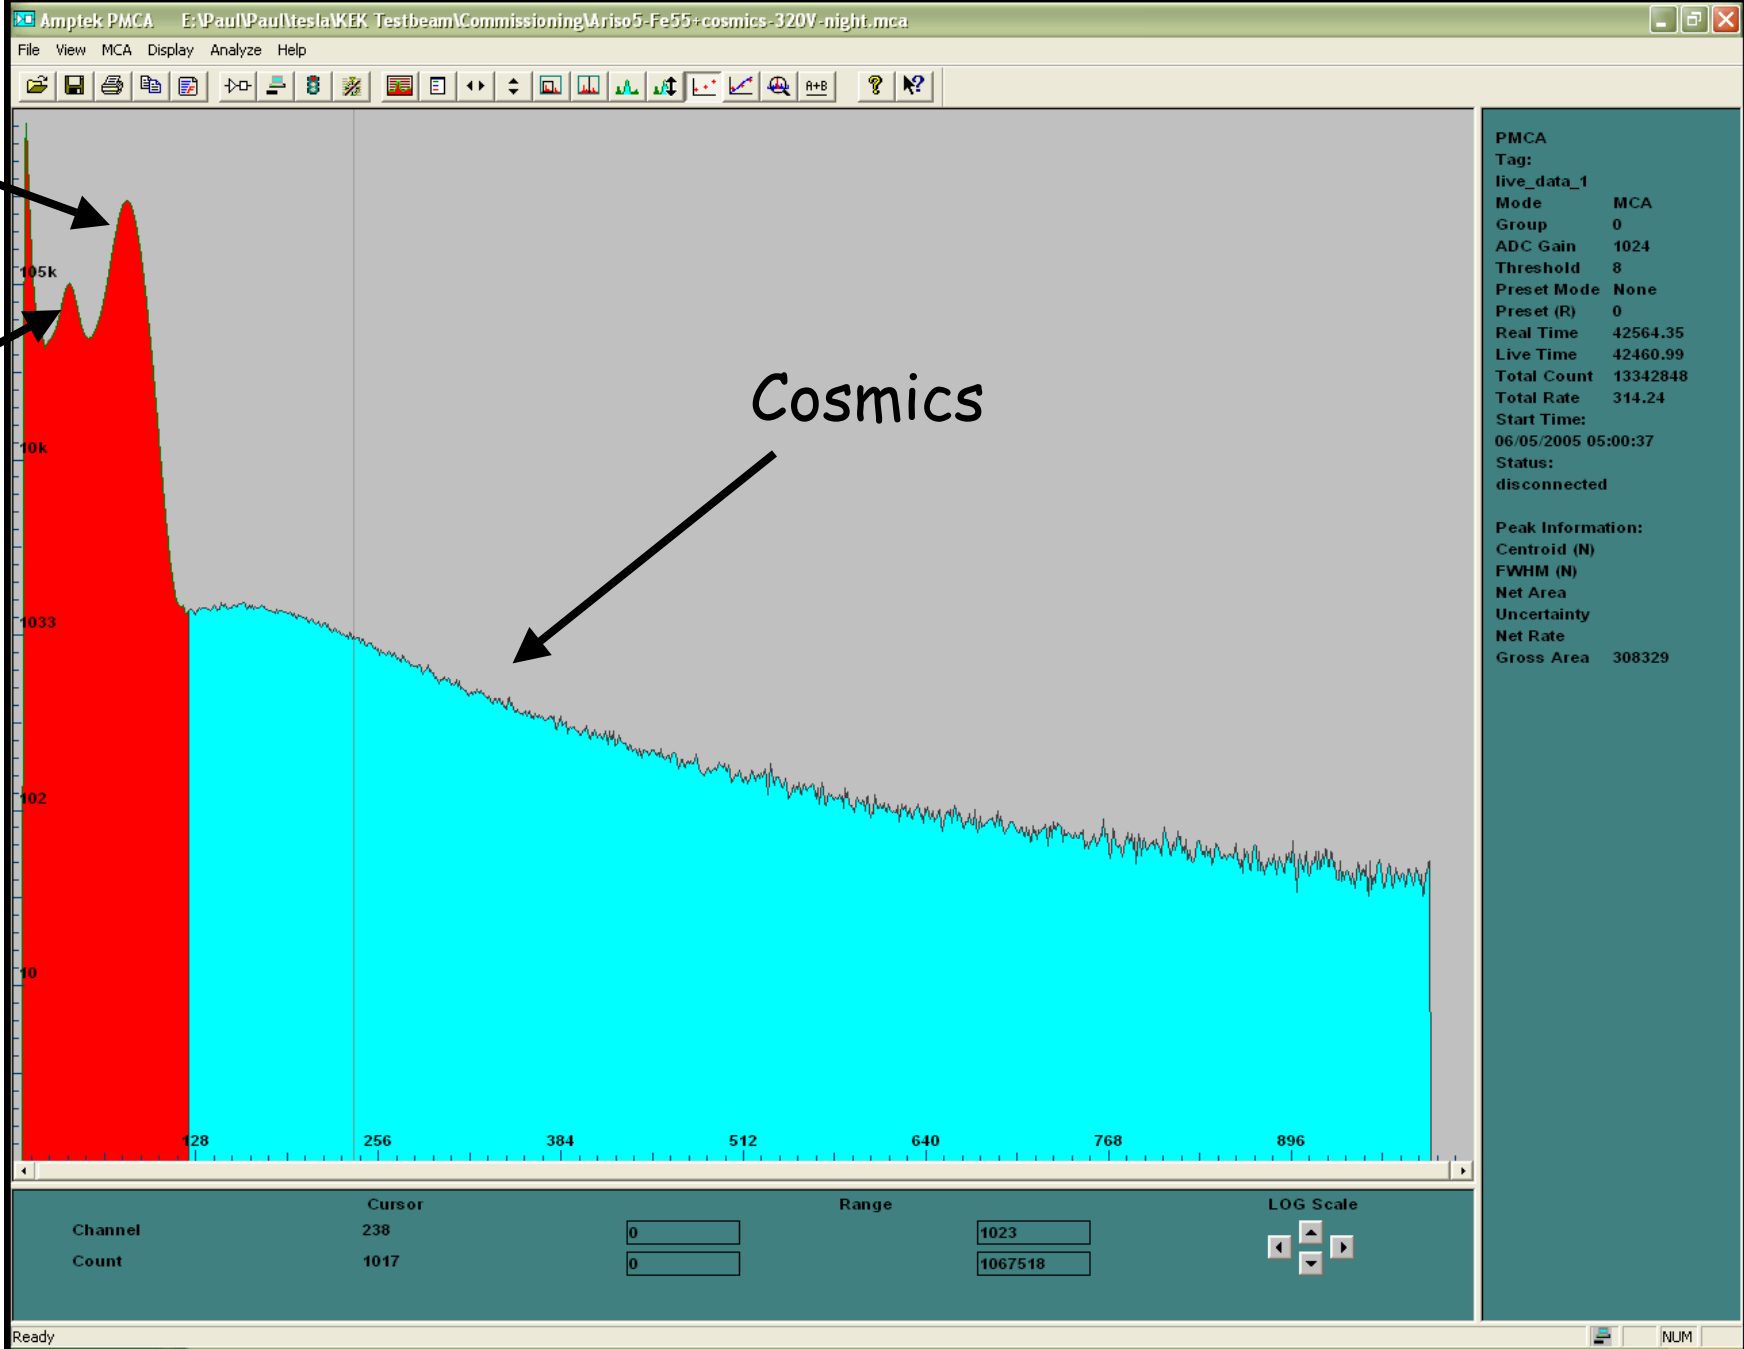 Amptek PMCA E:\Paul\Paul\tesla\KEK Testbeam\Commissioning\Ariso5-Fe55+cosmics-320V-night.mca
File View MCA Display Analyze Help
A+B
PMCA
Tag:
live_data_1
Mode MCA
Group 0
ADC Gain 1024
Threshold 8
Preset Mode None
Preset (R) 0
Real Time 42564.35
Live Time 42460.99
Total Count 13342848
Total Rate 314.24
Start Time:
06/05/2005 05:00:37
Status:
disconnected
Peak Information:
Centroid (N)
FWHM (N)
Net Area
Uncertainty
Net Rate
Gross Area 308329
105k
10k
1033
102
10
Cosmics
128 256 384 512 640 768 896
Cursor Range LOG Scale
Channel 238 0 1023
Count 1017 0 1067518
Ready NUM